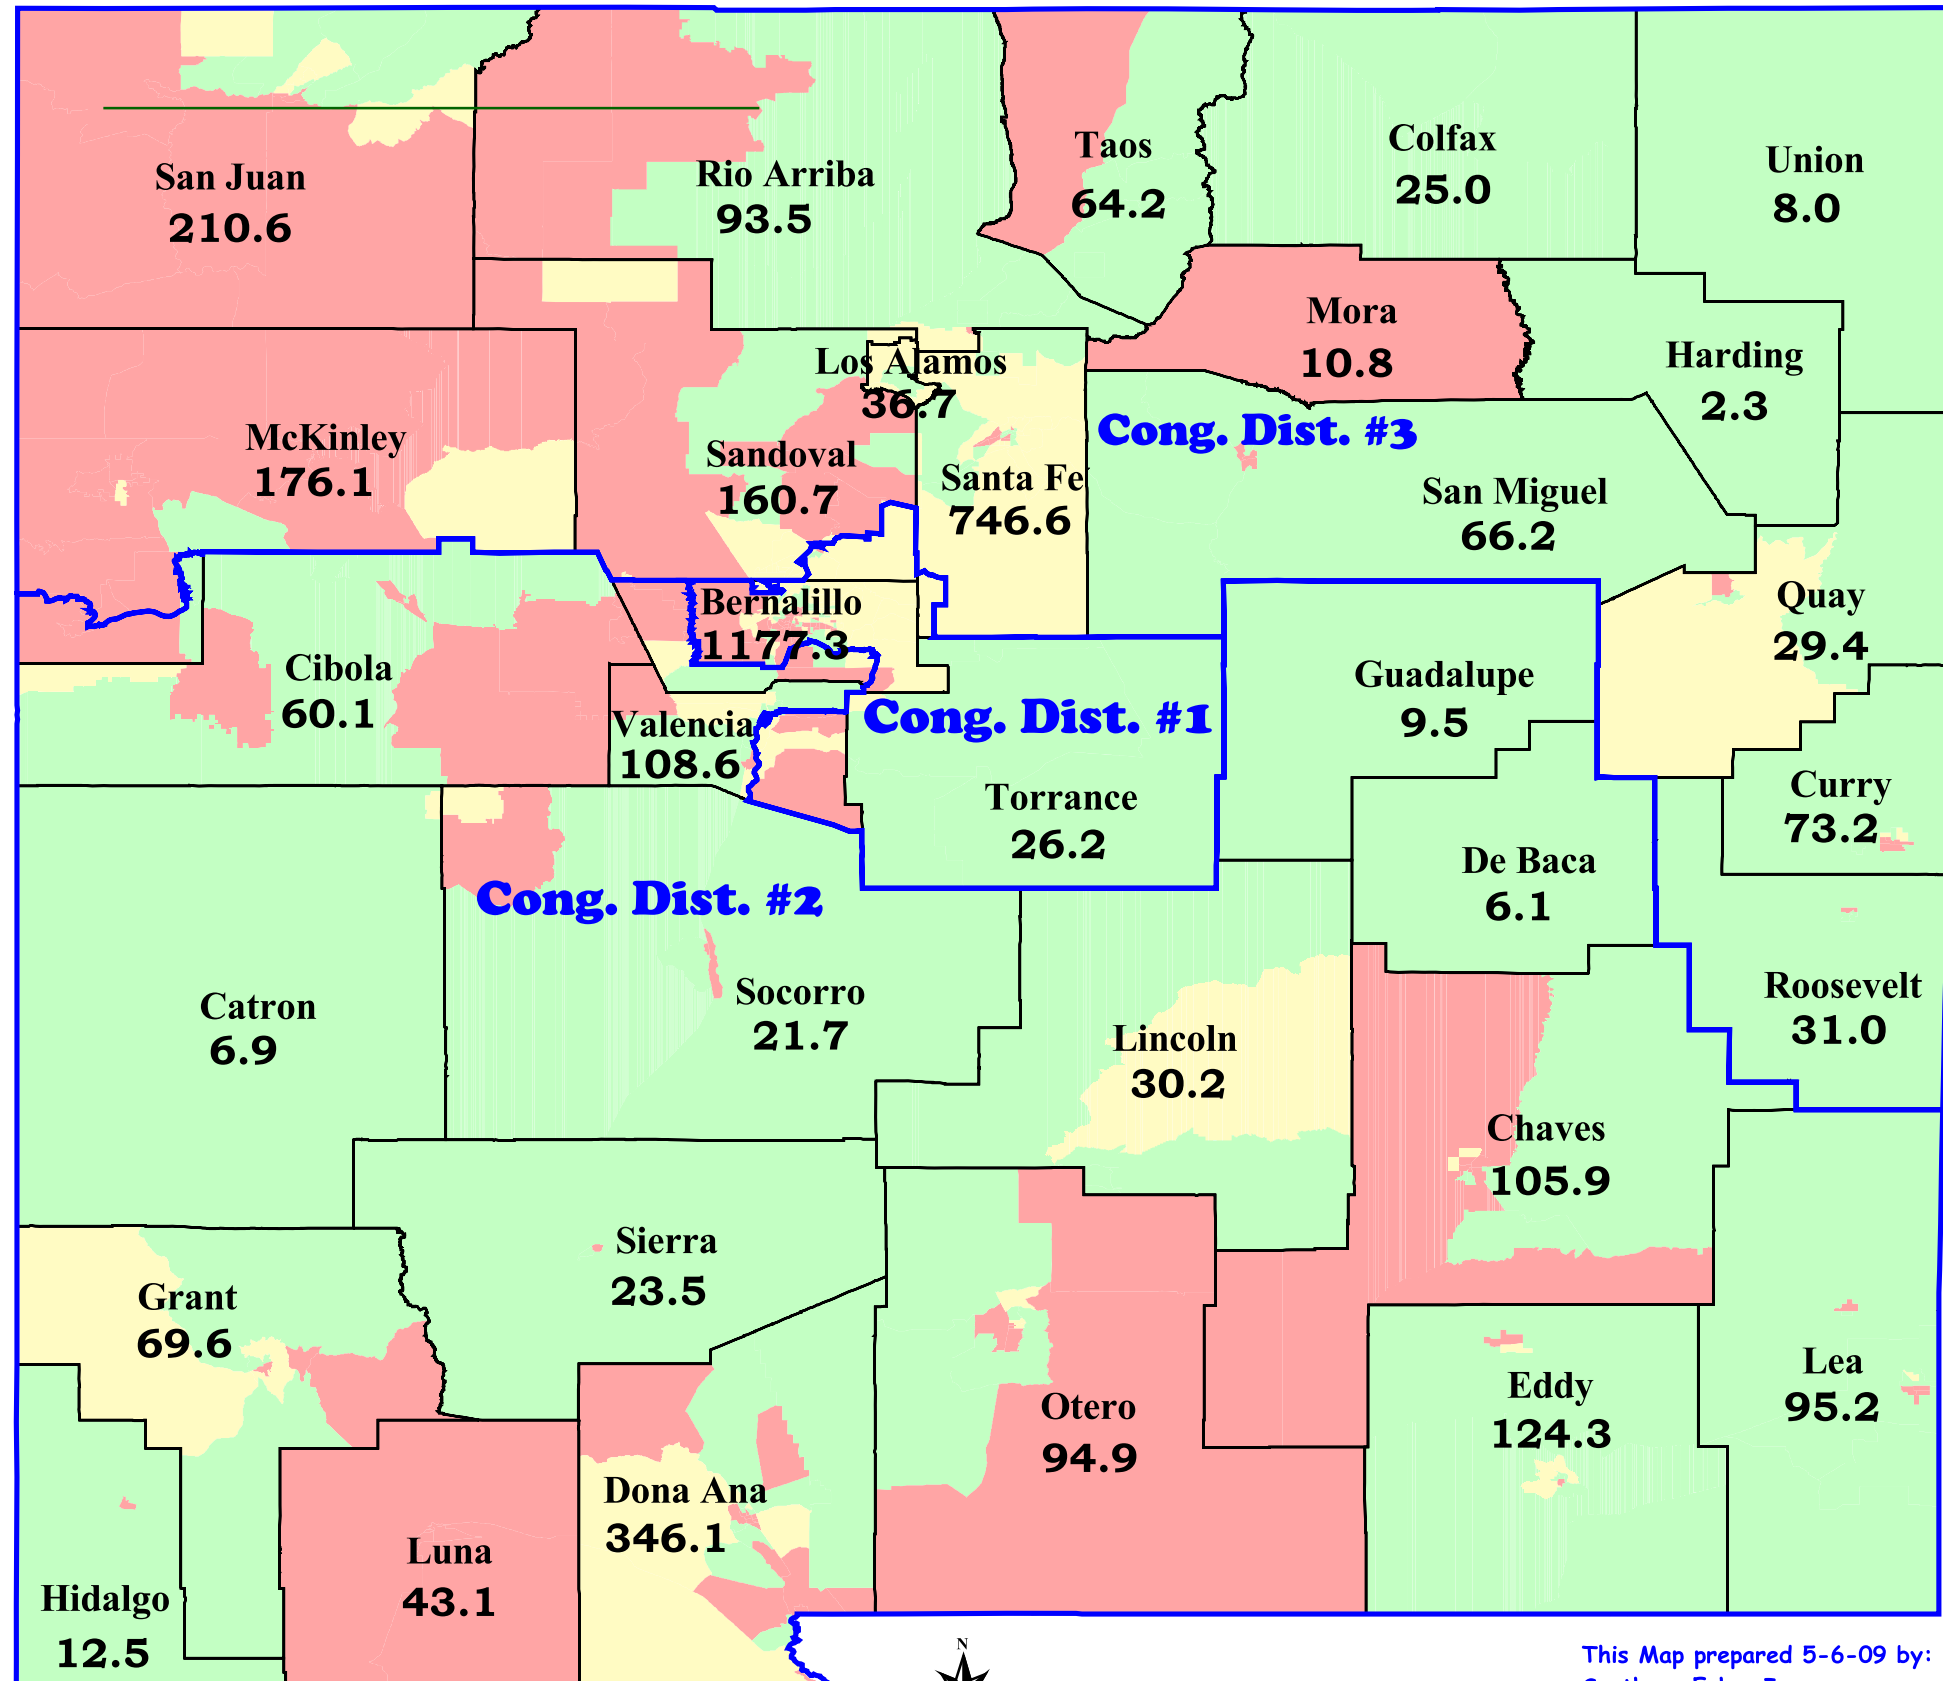 San Juan
210.6
Rio Arriba
93.5
Taos
64.2
Colfax
25.0
Union
8.0
Mora
10.8
Harding
2.3
Los Alamos
36.7
McKinley
176.1
Sandoval
160.7
Santa Fe
746.6
Cong. Dist. #3
San Miguel
66.2
Quay
29.4
Bernalillo
1177.3
Cibola
60.1
Valencia
108.6
Cong. Dist. #1
Guadalupe
9.5
Torrance
26.2
Curry
73.2
De Baca
6.1
Cong. Dist. #2
Catron
6.9
Socorro
21.7
Lincoln
30.2
Roosevelt
31.0
Chaves
105.9
Sierra
23.5
Grant
69.6
Otero
94.9
Eddy
124.3
Lea
95.2
Dona Ana
346.1
Luna
43.1
Hidalgo
12.5
N
This Map prepared 5-6-09 by: